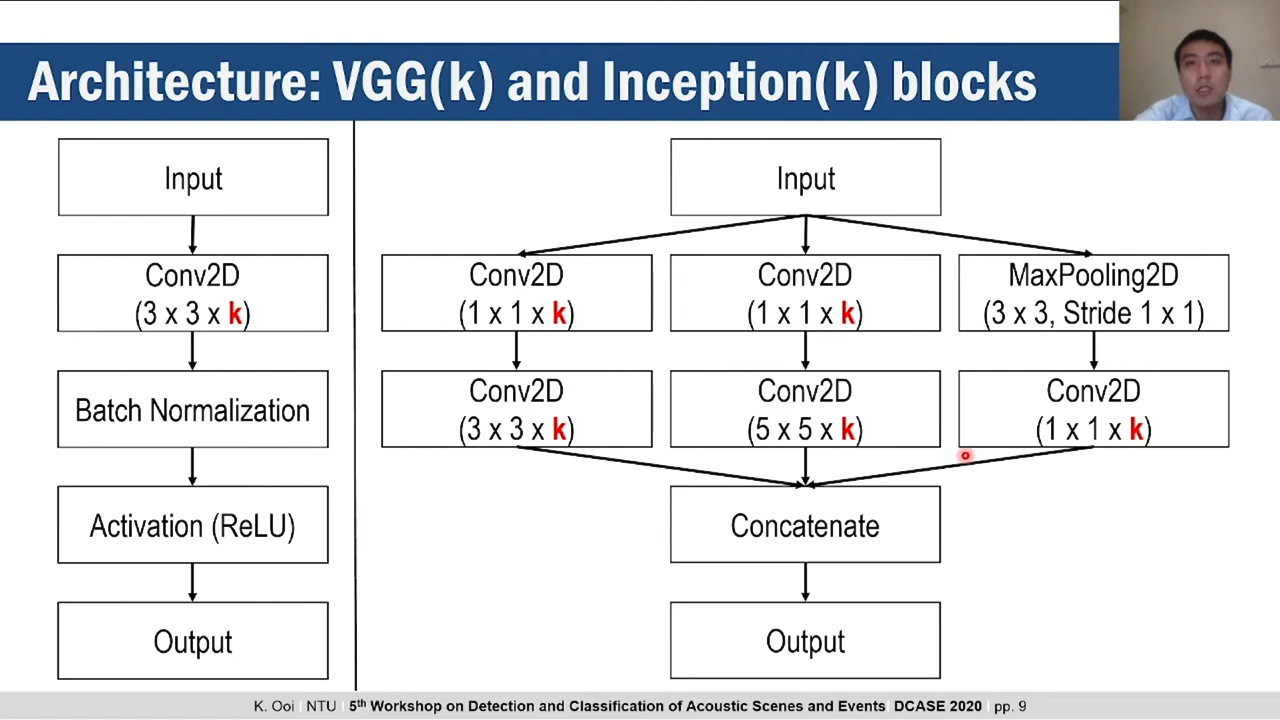 Architecture: VGG(k) and Inception(k) blocks
Input
Conv2D
(3 x 3 x k)
Batch Normalization
Activation (ReLU)
Output
Input
Conv2D
(1 x 1 x k)
Conv2D
(1 x 1 x k)
MaxPooling2D
(3 x 3, Stride 1 x 1)
Conv2D
(3 x 3 x k)
Conv2D
(5 x 5 x k)
Conv2D
(1 x 1 x k)
Concatenate
Output
K. Ooi | NTU | 5th Workshop on Detection and Classification of Acoustic Scenes and Events | DCASE 2020 | pp. 9